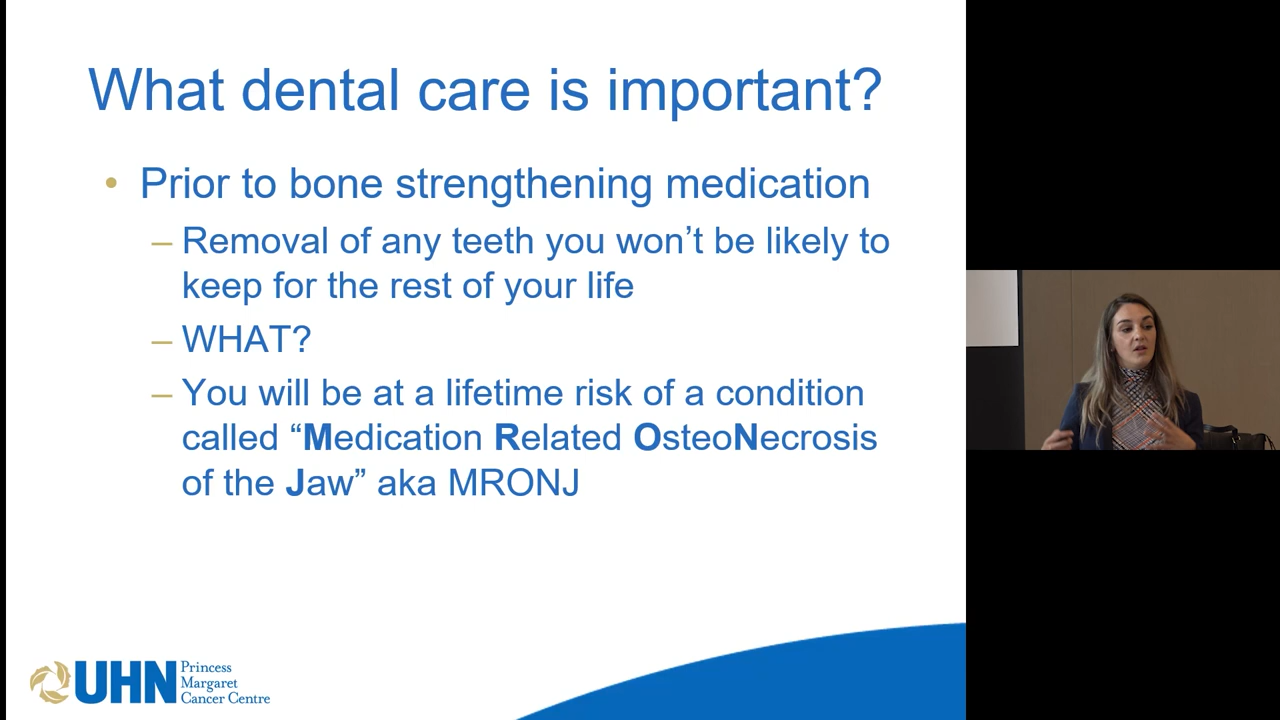 What dental care is important?
• Prior to bone strengthening medication
– Removal of any teeth you won’t be likely to
keep for the rest of your life
– WHAT?
– You will be at a lifetime risk of a condition
called “Medication Related OsteoNecrosis
of the Jaw” aka MRONJ
UHN
Princess
Margaret
Cancer Centre